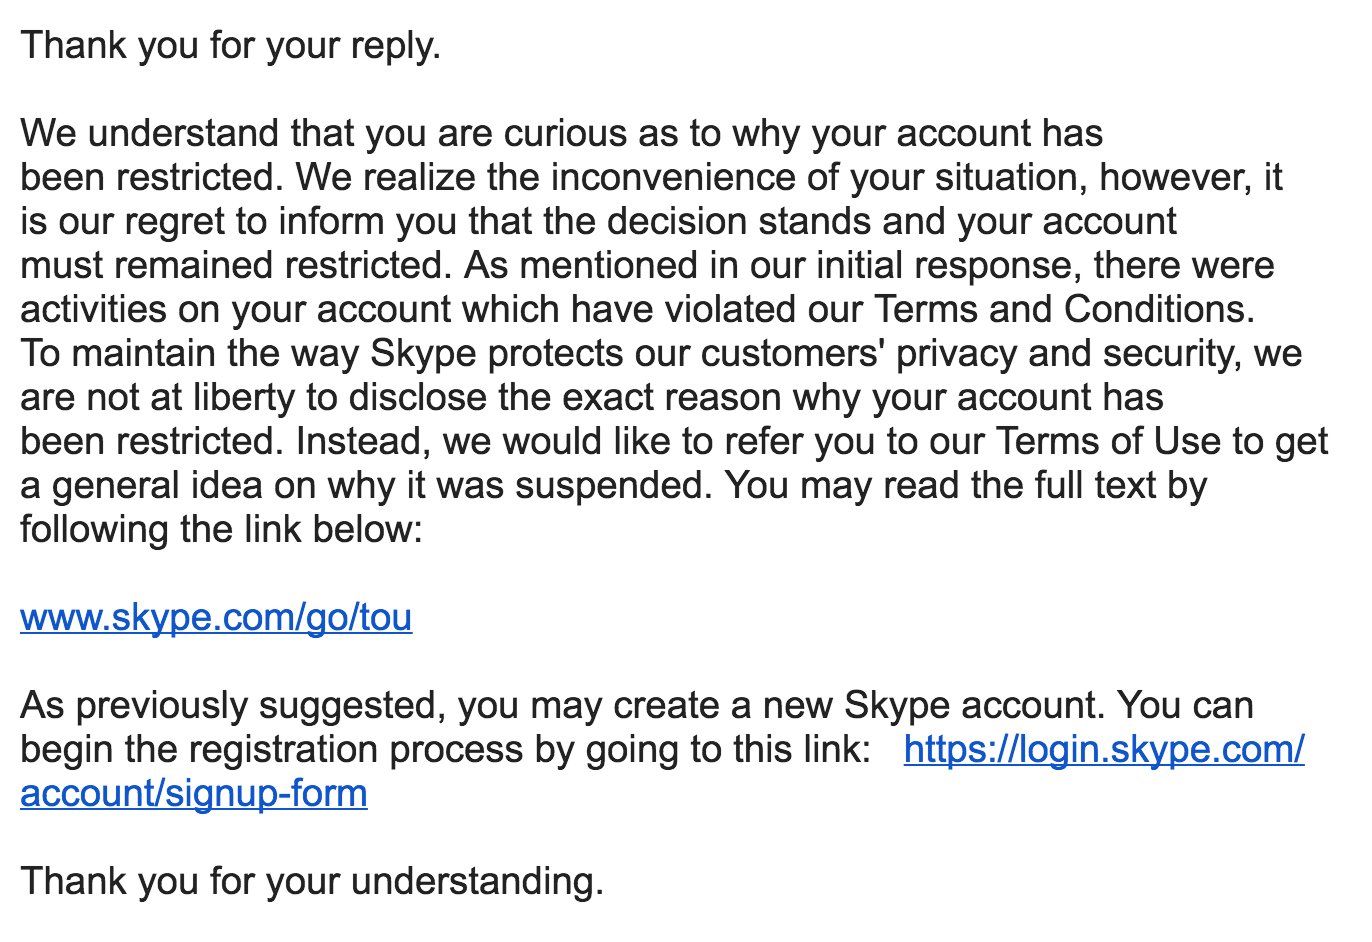 Thank you for your reply.
We understand that you are curious as to why your account has
been restricted. We realize the inconvenience of your situation, however, it
is our regret to inform you that the decision stands and your account
must remained restricted. As mentioned in our initial response, there were
activities on your account which have violated our Terms and Conditions.
To maintain the way Skype protects our customers' privacy and security, we
are not at liberty to disclose the exact reason why your account has
been restricted. Instead, we would like to refer you to our Terms of Use to get
a general idea on why it was suspended. You may read the full text by
following the link below:
www.skype.com/go/tou
As previously suggested, you may create a new Skype account. You can
begin the registration process by going to this link: https://login.skype.com/
account/signup-form
Thank you for your understanding.